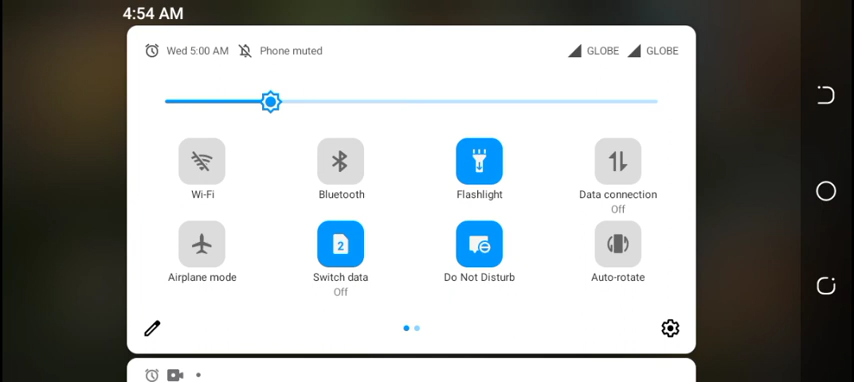 4:54 AM
Wed 5:00 AM Phone muted GLOBE GLOBE
Wi-Fi Bluetooth Flashlight Data connection
Off
2
Airplane mode Switch data Do Not Disturb Auto-rotate
Off